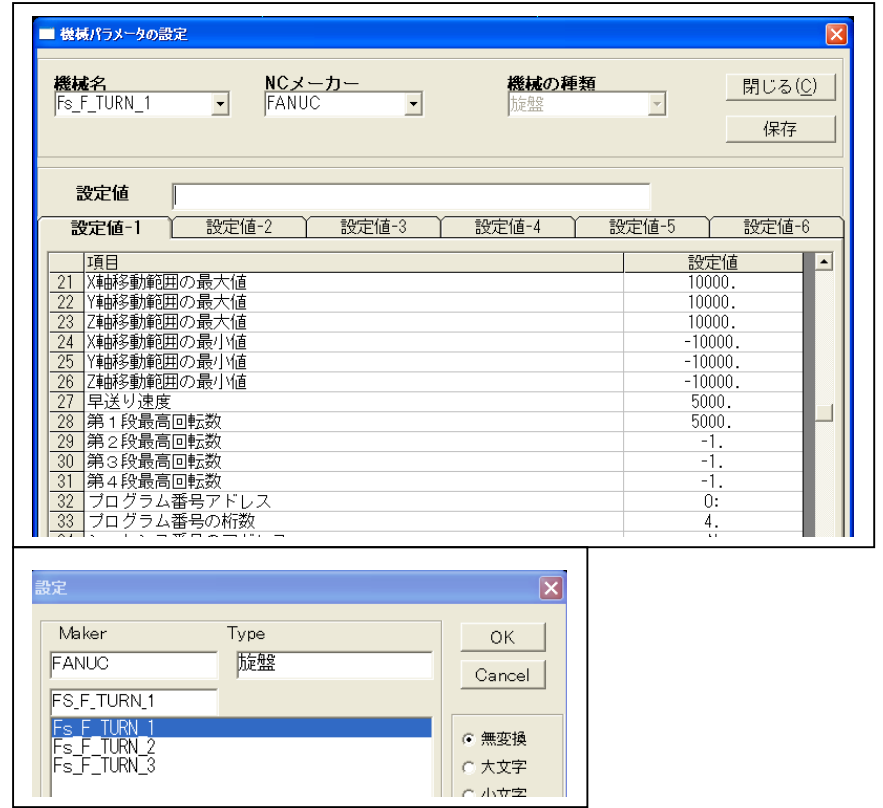 機械パラメータの設定
機械名 NCメーカー 機械の種類 閉じる(C)
Fs_F_TURN_1 FANUC 旋盤
保存
設定値
設定値-1 設定値-2 設定値-3 設定値-4 設定値-5 設定値-6
項目 設定値
21 X軸移動範囲の最大値 10000.
22 Y軸移動範囲の最大値 10000.
23 Z軸移動範囲の最大値 10000.
24 X軸移動範囲の最小値 -10000.
25 Y軸移動範囲の最小値 -10000.
26 Z軸移動範囲の最小値 -10000.
27 早送り速度 5000.
28 第1段最高回転数 5000.
29 第2段最高回転数 -1.
30 第3段最高回転数 -1.
31 第4段最高回転数 -1.
32 プログラム番号アドレス O:
33 プログラム番号の桁数 4.
設定
Maker Type OK
FANUC 旋盤
Cancel
FS_F_TURN_1
Fs_F_TURN_1
Fs_F_TURN_2
Fs_F_TURN_3
無変換
大文字
小文字